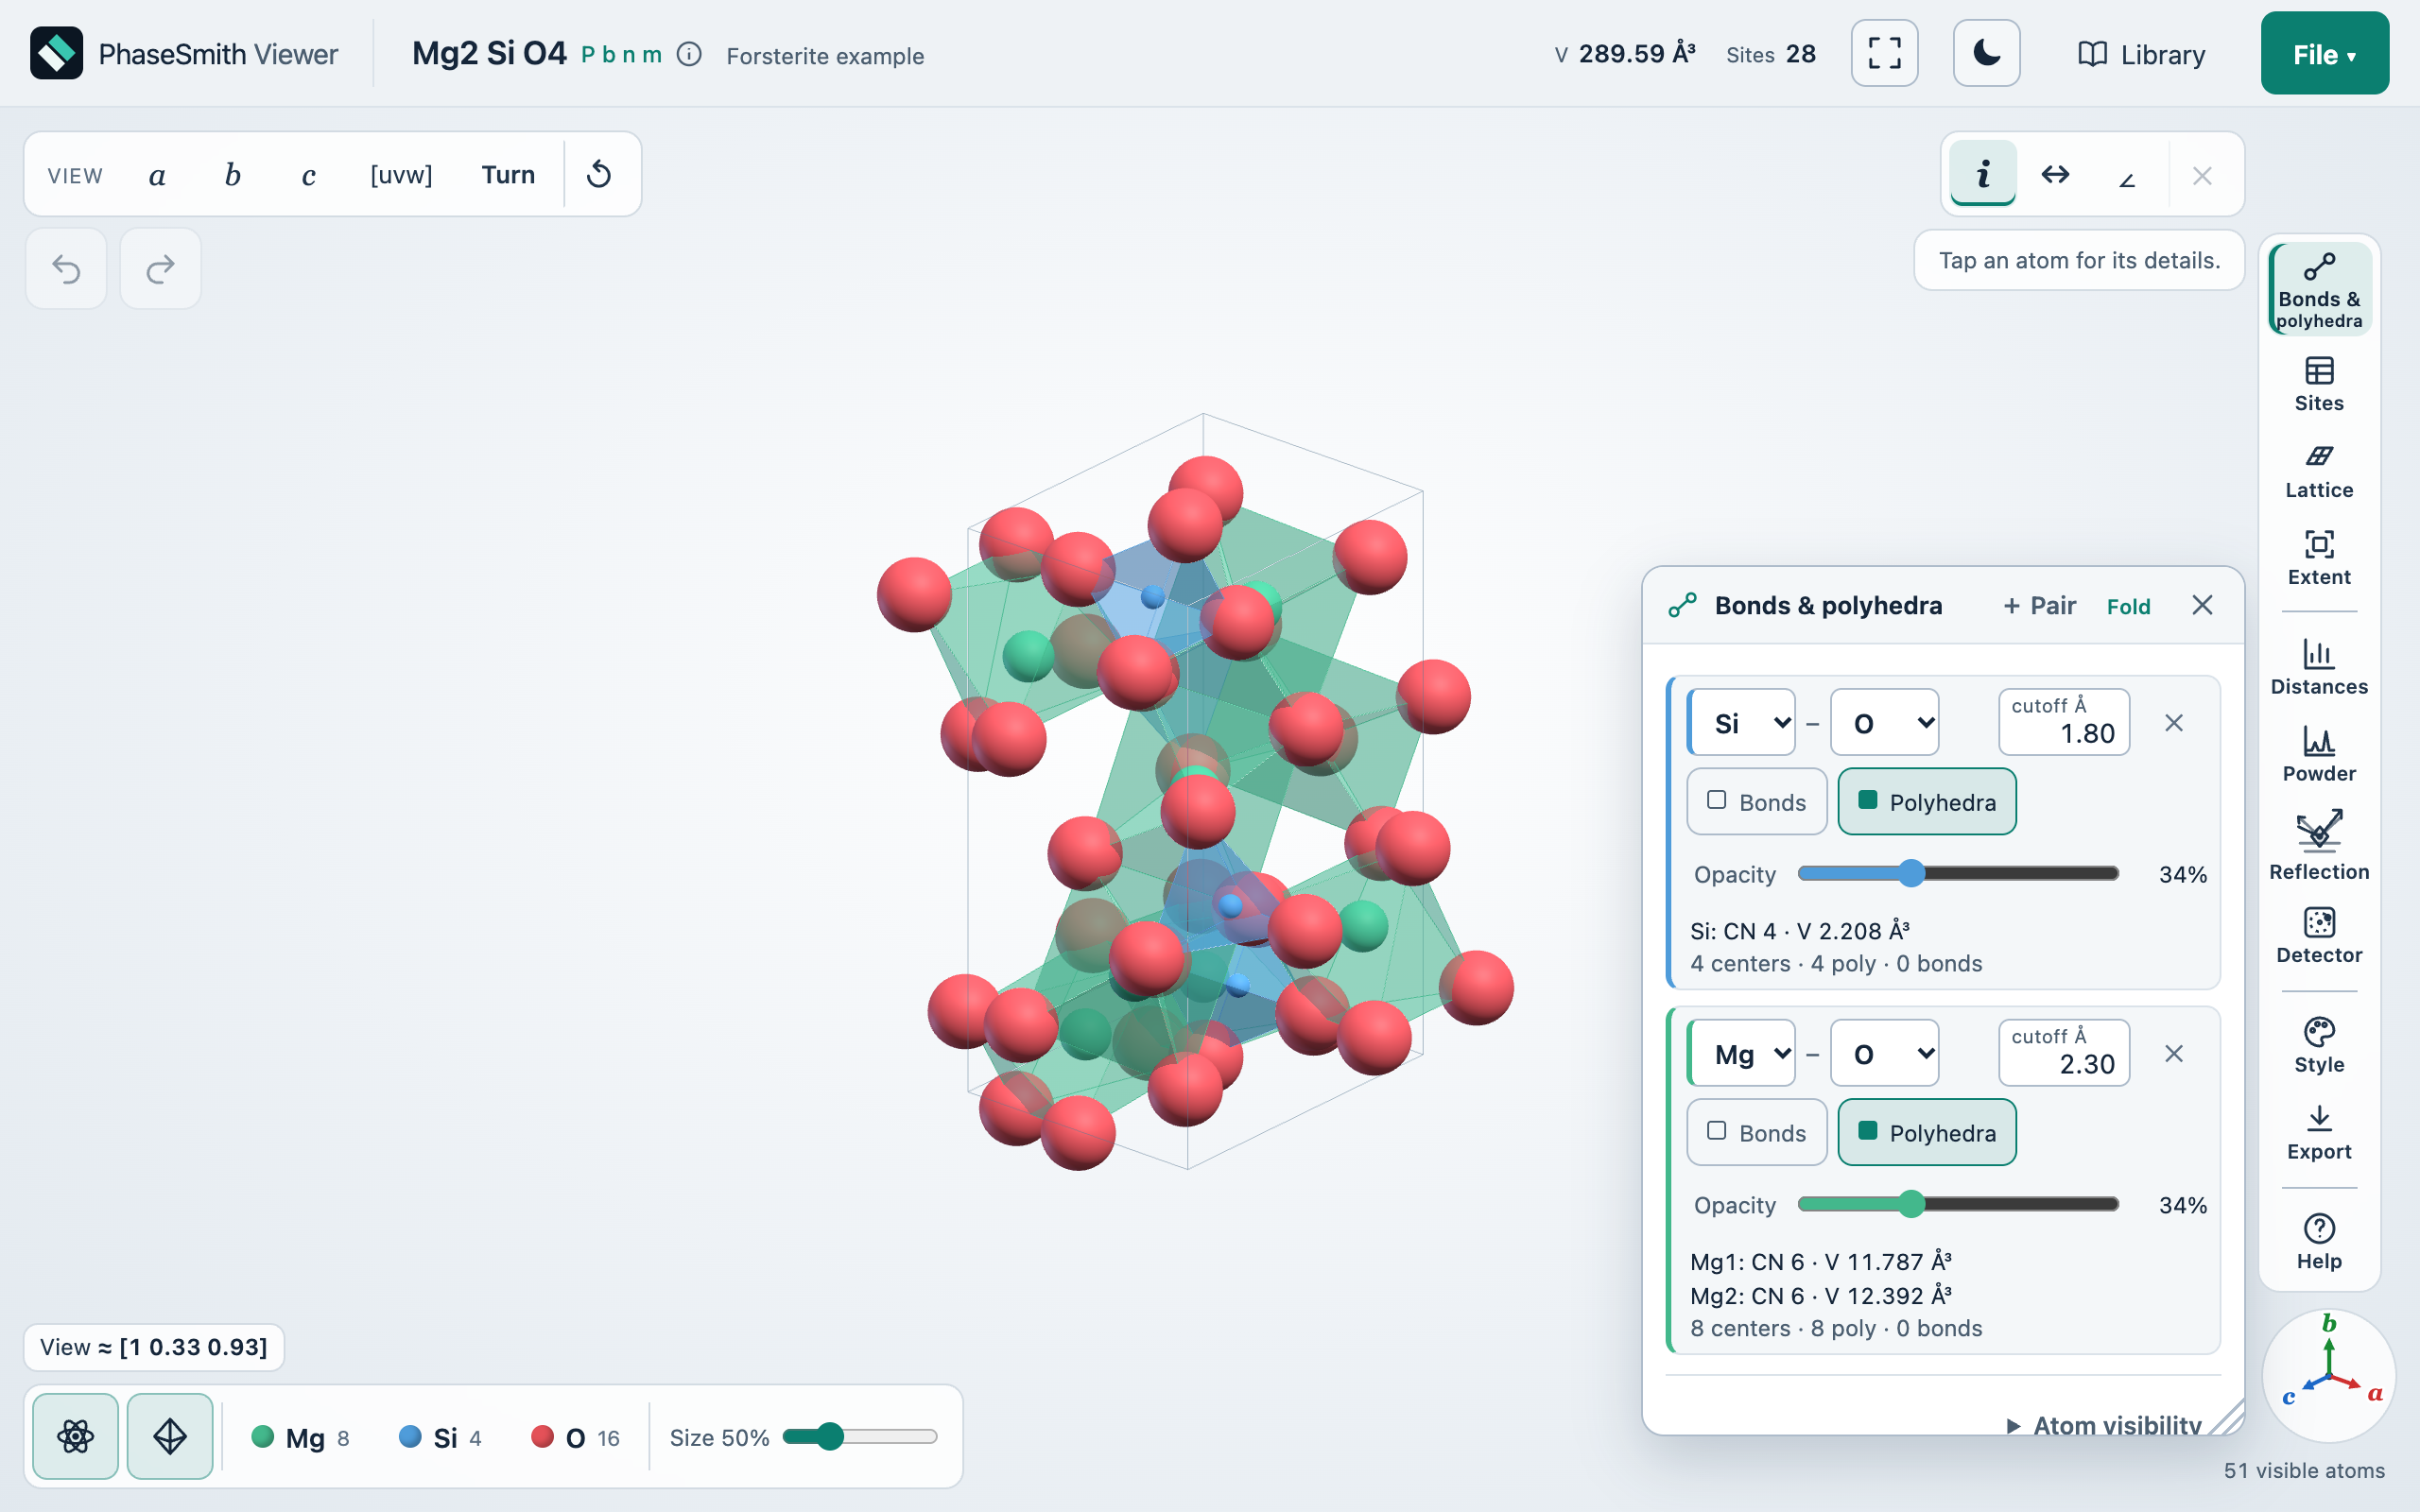 PhaseSmith Viewer
Mg2 Si O4 P b n m Forsterite example
V 289.59 Å³ Sites 28
Library
File ▾
VIEW a b c [uvw] Turn
i
Tap an atom for its details.
Bonds &
polyhedra
Sites
Lattice
Extent
Distances
Powder
Reflection
Detector
Style
Export
Help
Bonds & polyhedra + Pair Fold
Si – O cutoff Å 1.80
Bonds Polyhedra
Opacity 34%
Si: CN 4 · V 2.208 Å³
4 centers · 4 poly · 0 bonds
Mg – O cutoff Å 2.30
Bonds Polyhedra
Opacity 34%
Mg1: CN 6 · V 11.787 Å³
Mg2: CN 6 · V 12.392 Å³
8 centers · 8 poly · 0 bonds
▶ Atom visibility
View ≈ [1 0.33 0.93]
Mg 8 Si 4 O 16 Size 50%
b
c a
51 visible atoms